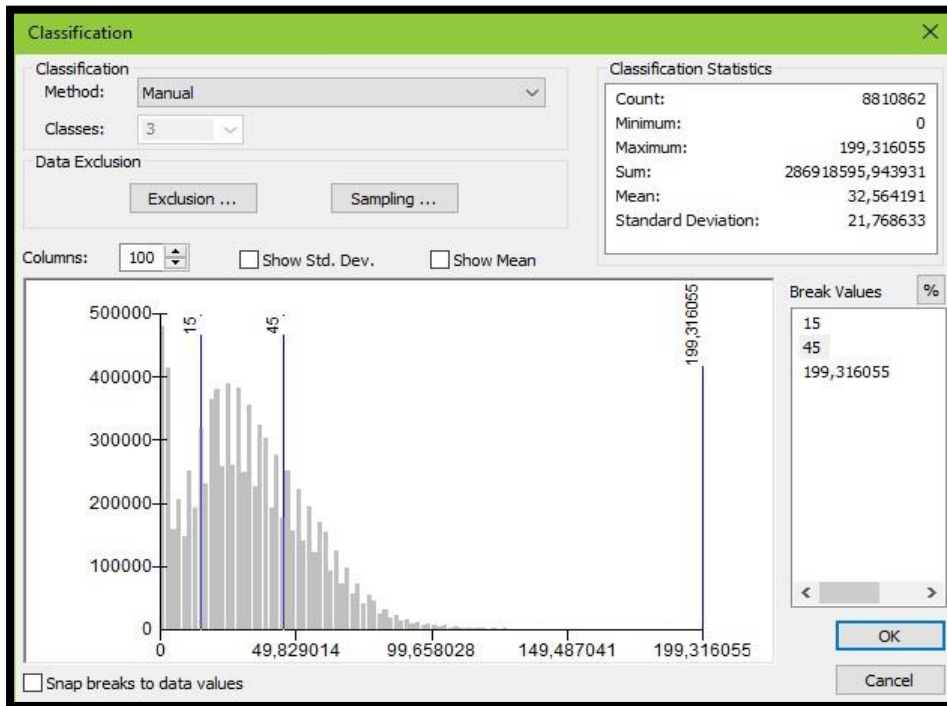 Classification
Classification
Method: Manual
Classes: 3
Data Exclusion
Exclusion ... Sampling ...
Classification Statistics
Count: 8810862
Minimum: 0
Maximum: 199,316055
Sum: 286918595,943931
Mean: 32,564191
Standard Deviation: 21,768633
Columns: 100 Show Std. Dev. Show Mean
500000
400000
300000
200000
100000
0
15
45
199,316055
0 49,829014 99,658028 149,487041 199,316055
Break Values %
15
45
199,316055
Snap breaks to data values
OK
Cancel